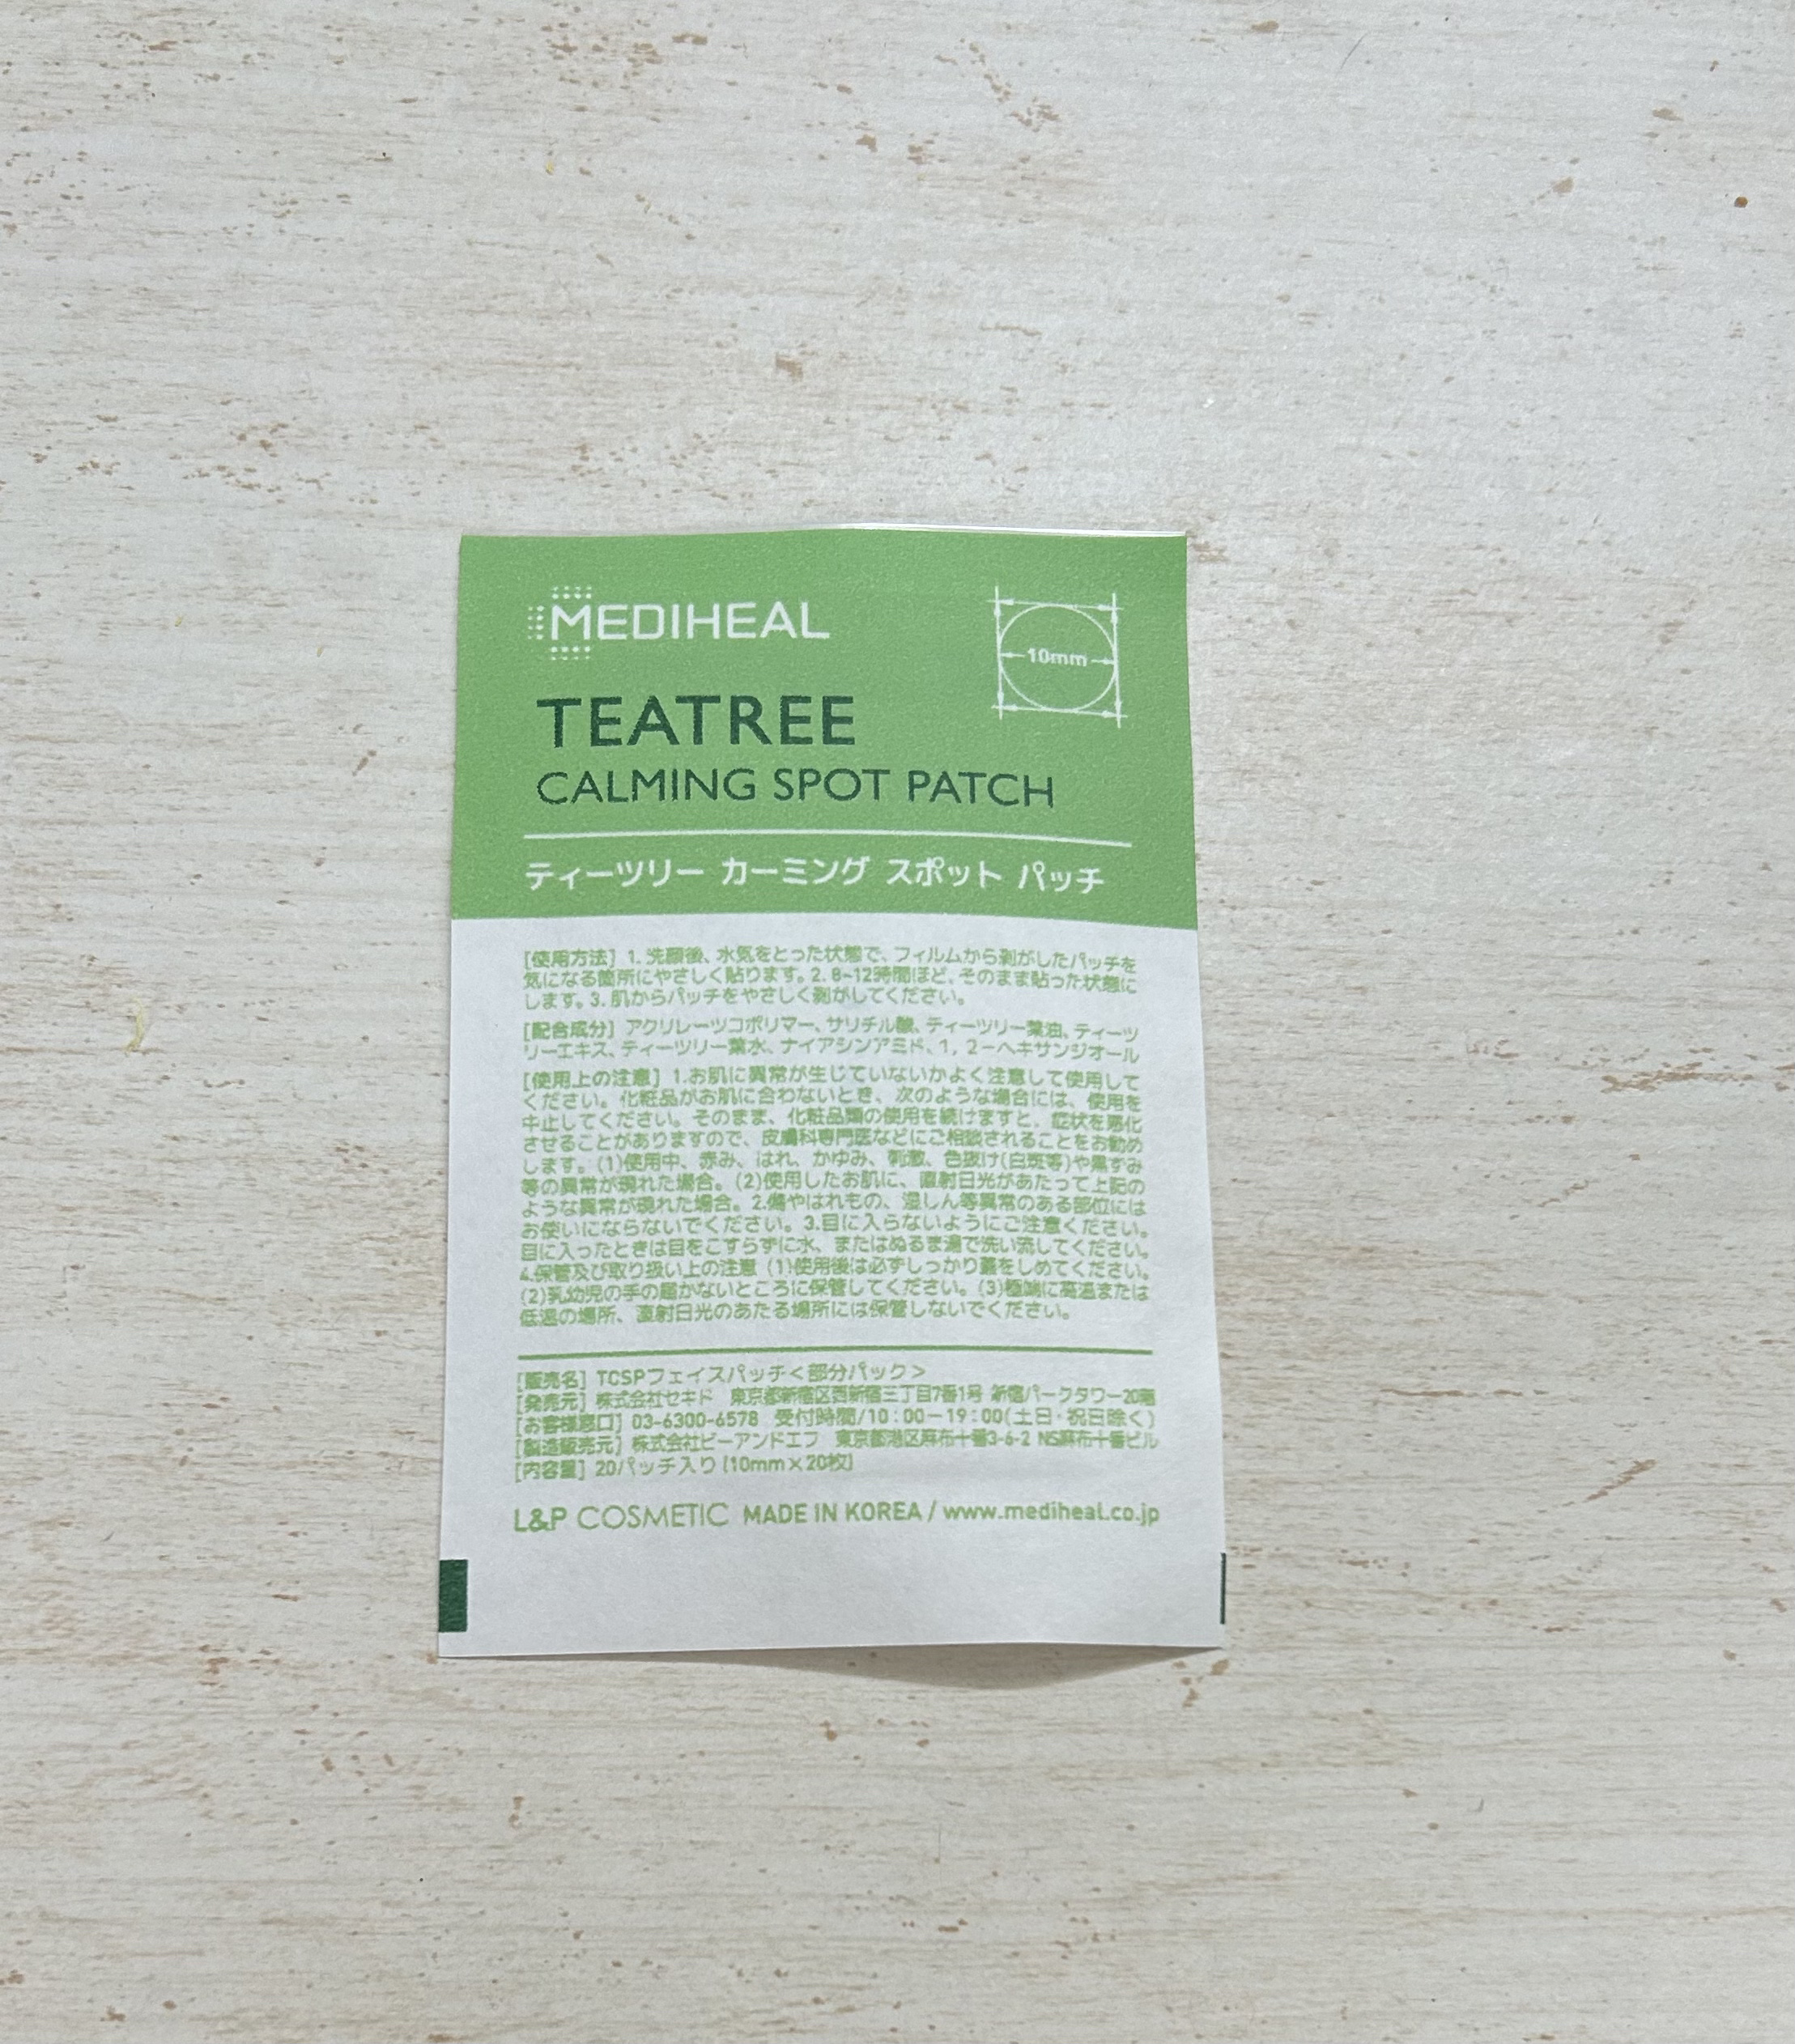 MEDIHEAL
10mm
TEATREE
CALMING SPOT PATCH
ティーツリー カーミング スポット パッチ
[使用方法] 1. 洗顔後、水気をとった状態で、フィルムから剥がしたパッチを
気になる箇所にやさしく貼ります。2. 8~12時間ほど、そのまま貼った状態に
します。3. 肌からパッチをやさしく剥がしてください。
[配合成分] アクリレーツコポリマー、サリチル酸、ティーツリー葉油、ティーツ
リーエキス、ティーツリー葉水、ナイアシンアミド、1, 2ーヘキサンジオール
[使用上の注意] 1.お肌に異常が生じていないかよく注意して使用して
ください。化粧品がお肌に合わないとき、次のような場合には、使用を
中止してください。そのまま、化粧品類の使用を続けますと、症状を悪化
させることがありますので、皮膚科専門医などにご相談されることをお勧め
します。(1)使用中、赤み、はれ、かゆみ、刺激、色抜け(白斑等)や黒ずみ
等の異常が現れた場合。(2)使用したお肌に、直射日光があたって上記の
ような異常が現れた場合。2.傷やはれもの、湿しん等異常のある部位には
お使いにならないでください。3.目に入らないようにご注意ください。
目に入ったときは目をこすらずに水、またはぬるま湯で洗い流してください。
4.保管及び取り扱い上の注意 (1)使用後は必ずしっかり蓋をしめてください。
(2)乳幼児の手の届かないところに保管してください。(3)極端に高温または
低温の場所、直射日光のあたる場所には保管しないでください。
[販売名] TCSPフェイスパッチ<部分パック>
[発売元] 株式会社セキド 東京都新宿区西新宿三丁目7番1号 新宿パークタワー20階
[お客様窓口] 03-6300-6578 受付時間/10:00ー19:00(土日・祝日除く)
[製造販売元] 株式会社ビーアンドエフ 東京都港区麻布十番3-6-2 NS麻布十番ビル
[内容量] 20パッチ入り (10mm×20枚)
L&P COSMETIC MADE IN KOREA / www.mediheal.co.jp